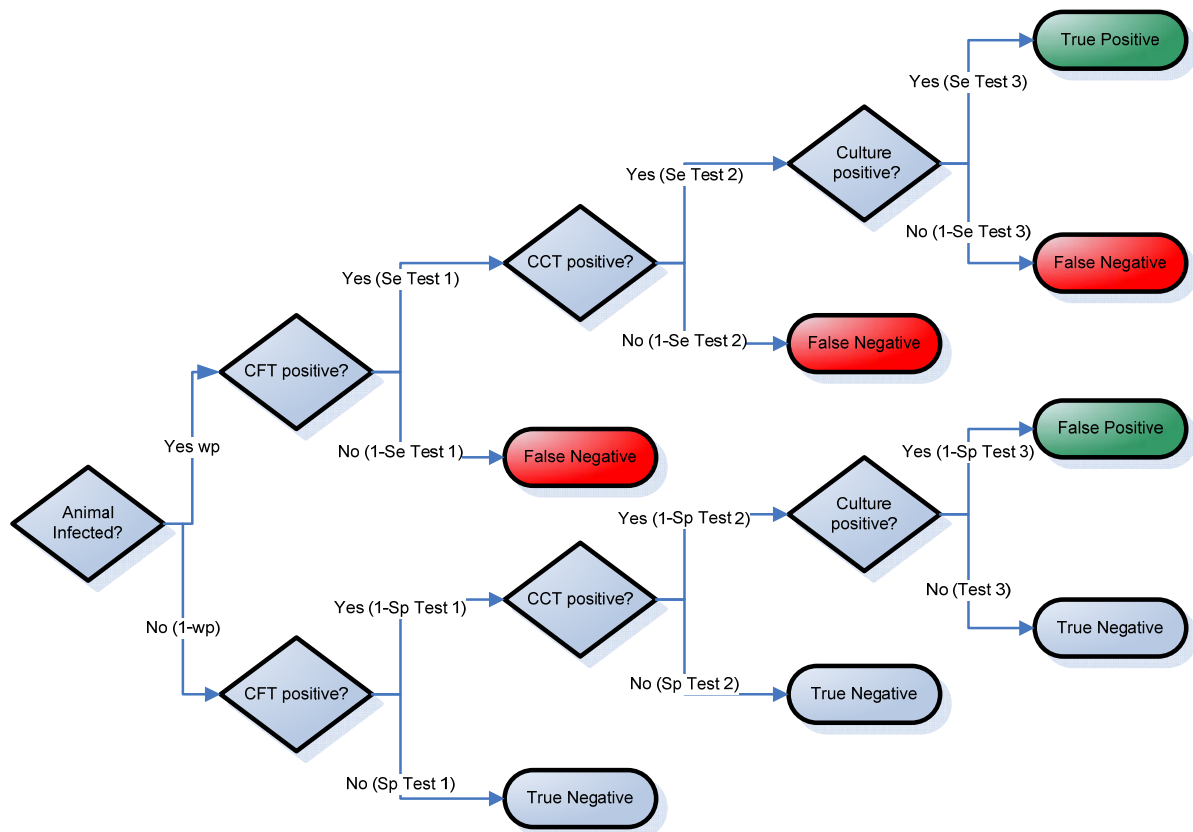 True Positive
Yes (Se Test 3)
Culture
positive?
Yes (Se Test 2)
No (1-Se Test 3)
CCT positive?
False Negative
Yes (Se Test 1)
No (1-Se Test 2)
False Negative
CFT positive?
False Positive
Yes wp
No (1-Se Test 1)
False Negative
Yes (1-Sp Test 3)
Animal
Infected?
Culture
positive?
Yes (1-Sp Test 2)
No (Test 3)
CCT positive?
Yes (1-Sp Test 1)
True Negative
No (1-wp)
No (Sp Test 2)
CFT positive?
True Negative
No (Sp Test 1)
True Negative